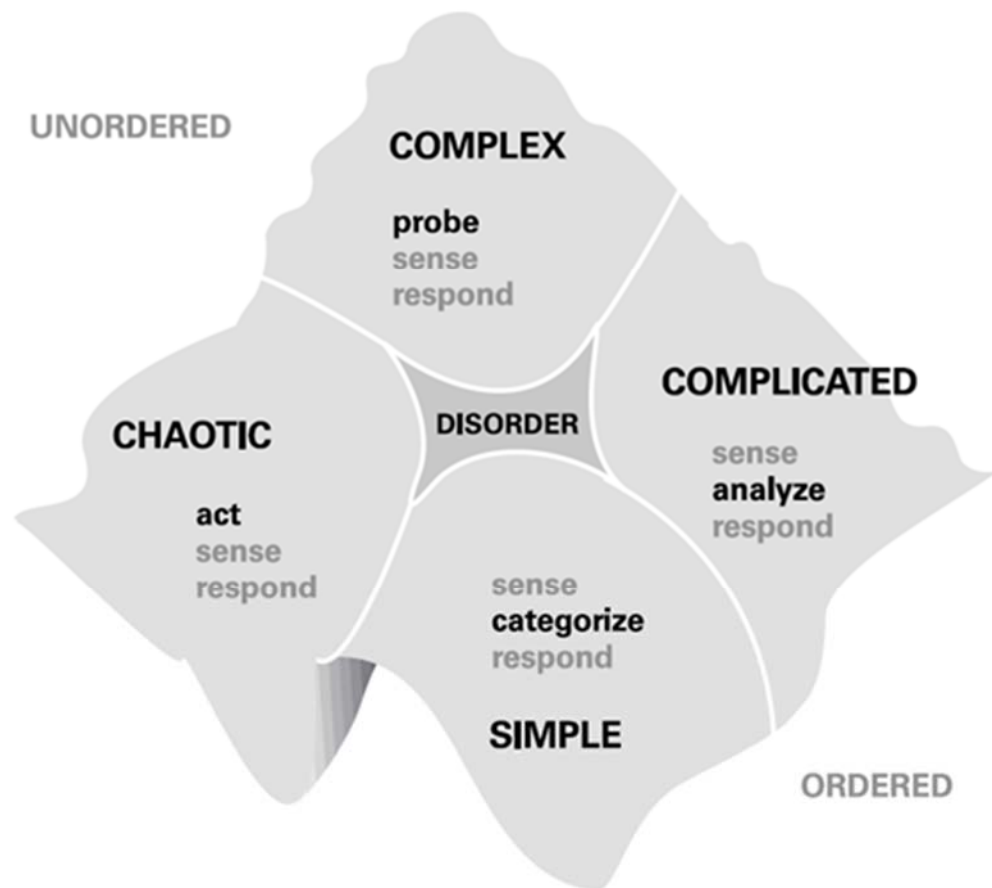 UNORDERED
COMPLEX
probe
sense
respond
COMPLICATED
sense
analyze
respond
DISORDER
CHAOTIC
act
sense
respond
sense
categorize
respond
SIMPLE
ORDERED